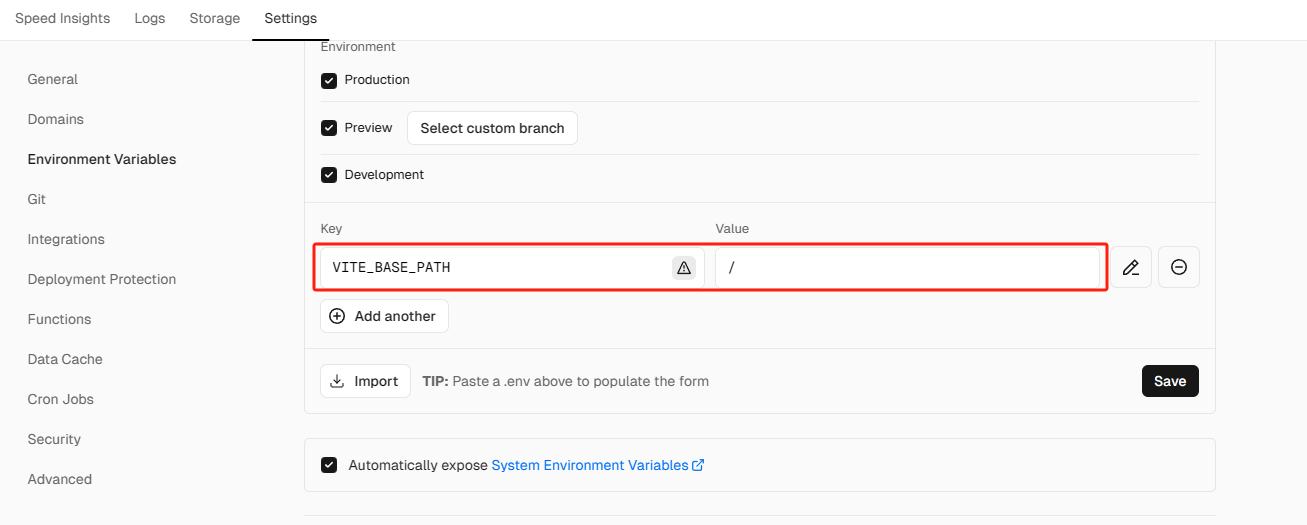 Speed Insights Logs Storage Settings
Environment
General
Production
Domains
Preview Select custom branch
Environment Variables
Development
Git
Key Value
Integrations
VITE_BASE_PATH /
Deployment Protection
Functions
Add another
Data Cache
Import TIP: Paste a .env above to populate the form Save
Cron Jobs
Security
Automatically expose System Environment Variables
Advanced